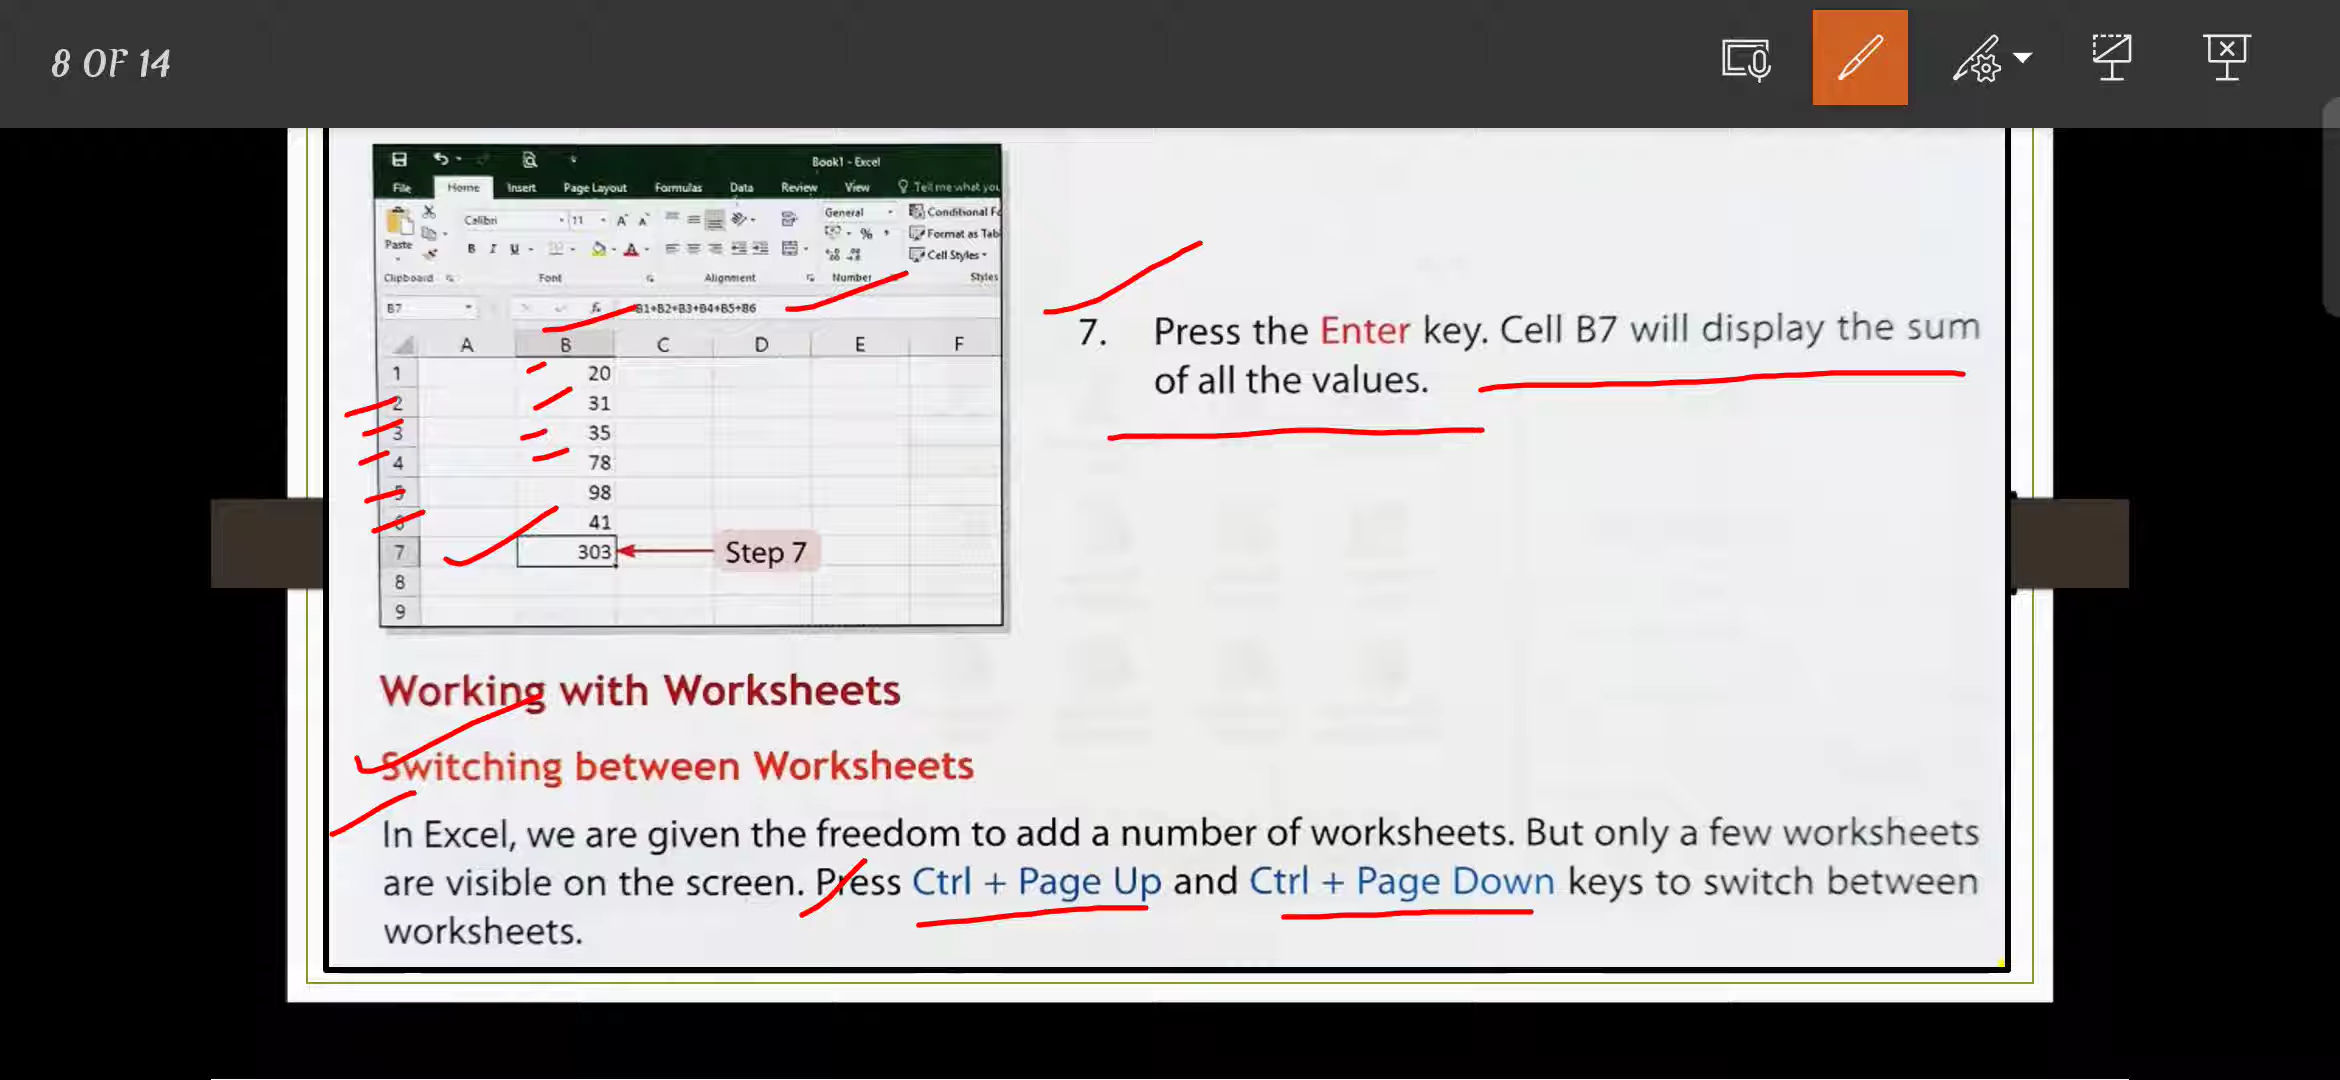 8 OF 14
Book1 - Excel
File Home Insert Page Layout Formulas Data Review View Tell me what you
Calibri 11 General Conditional Fo
Paste Format as Tab
B I U Cell Styles
Clipboard Font Alignment Number Styles
B7 B1+B2+B3+B4+B5+B6
A B C D E F
1 20
2 31
3 35
4 78
5 98
6 41
7 303 Step 7
8
9
7. Press the Enter key. Cell B7 will display the sum
of all the values.
Working with Worksheets
Switching between Worksheets
In Excel, we are given the freedom to add a number of worksheets. But only a few worksheets
are visible on the screen. Press Ctrl + Page Up and Ctrl + Page Down keys to switch between
worksheets.